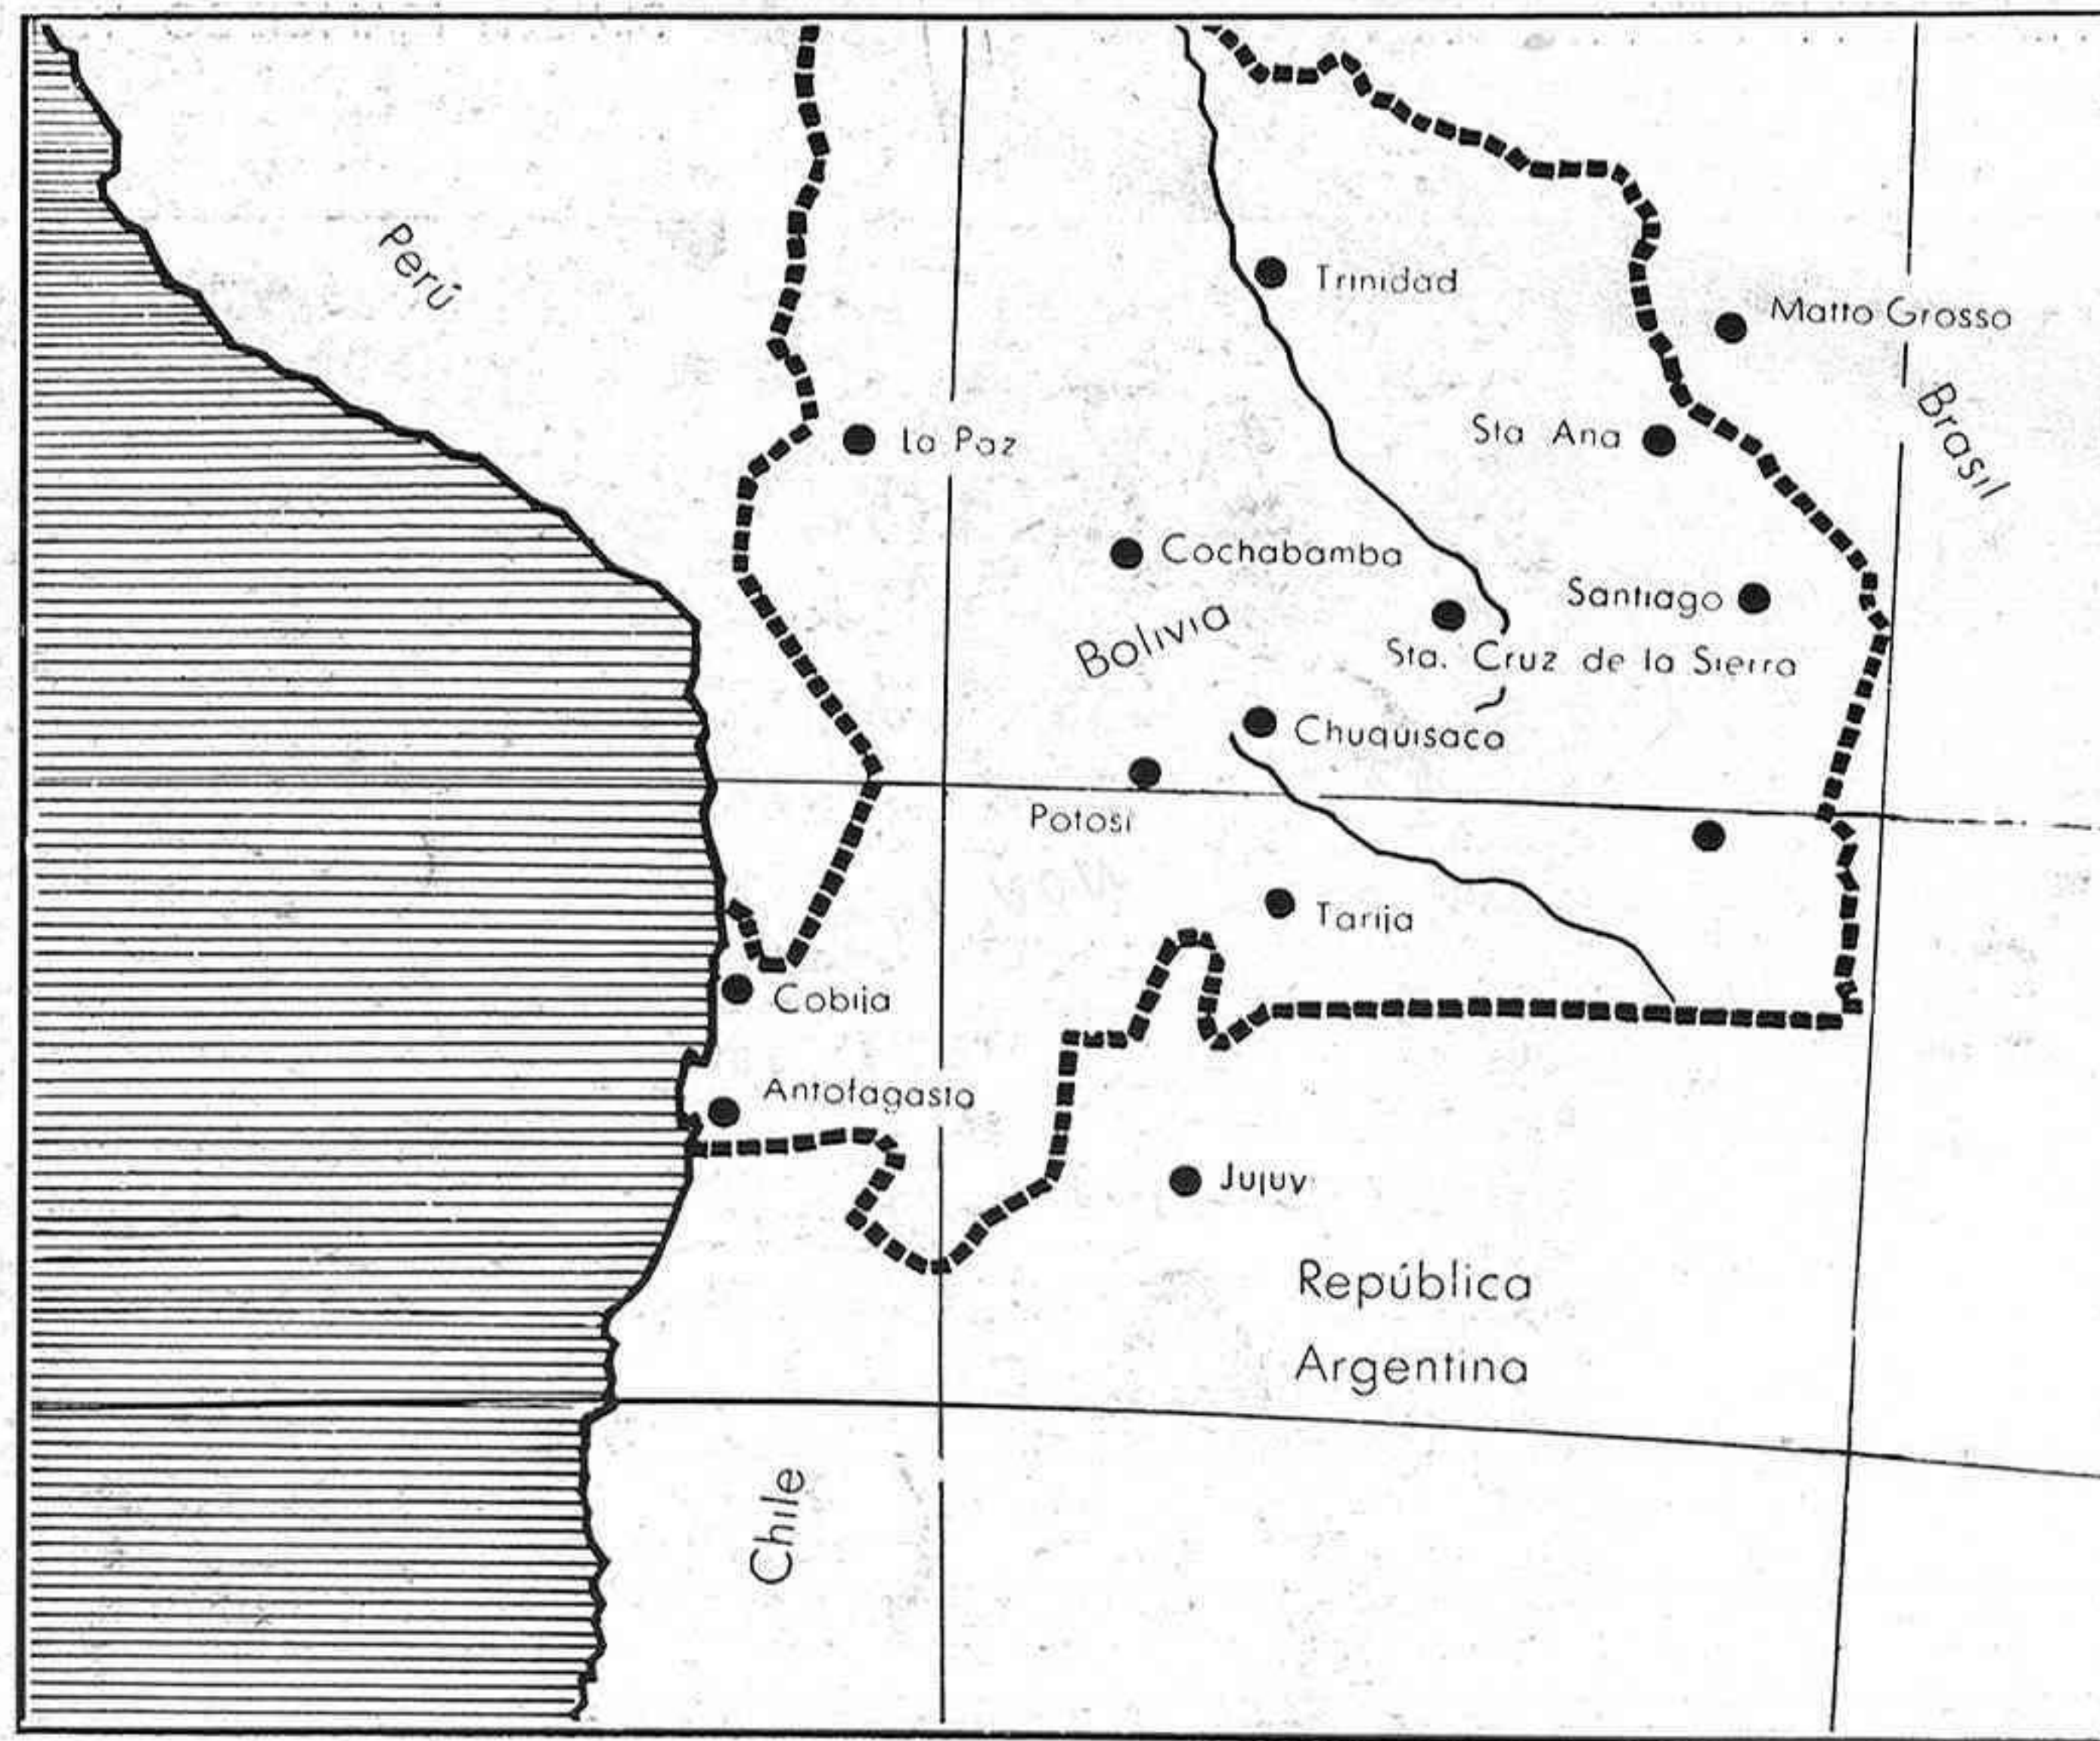 Perú
Trinidad
Matto Grosso
Brasil
La Paz
Sta Ana
Cochabamba
Santiago
Bolivia
Sta. Cruz de la Sierra
Chuquisaca
Potosí
Tarija
Cobija
Antofagasta
Jujuy
República
Argentina
Chile